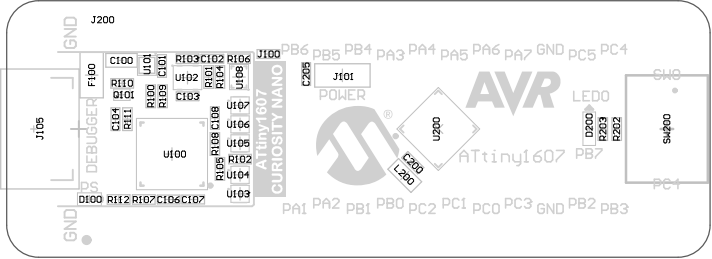 J200
GND
J100
PB6 PB5 PB4 PA3 PA4 PA5 PA6 PA7 GND PC5 PC4
F100
C100
U101
C101
R103
C102
R106
R110
Q101
R100
R109
U102
R101
R104
U108
C103
C205
J101
POWER
AVR
LED0
SW0
J105
DEBUGGER
C104
R111
U100
U107
C108
U106
R108
U105
R102
R105
U104
U103
ATtiny1607
CURIOSITY NANO
®
U200
C200
L200
ATtiny1607
D200
R203
R202
PB7
SW200
PC4
PS
D100
R112
R107
C106
C107
GND
PA1 PA2 PB1 PB0 PC2 PC1 PC0 PC3 GND PB2 PB3